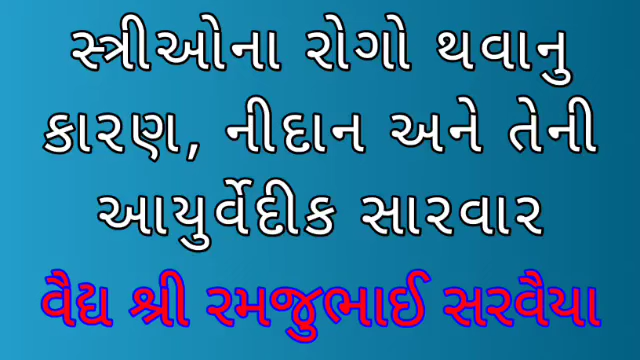 સ્ત્રીઓના રોગો થવાનુ
કારણ, નીદાન અને તેની
આયુર્વેદીક સારવાર
વૈદ્ય શ્રી રમજુભાઈ સરવૈયા